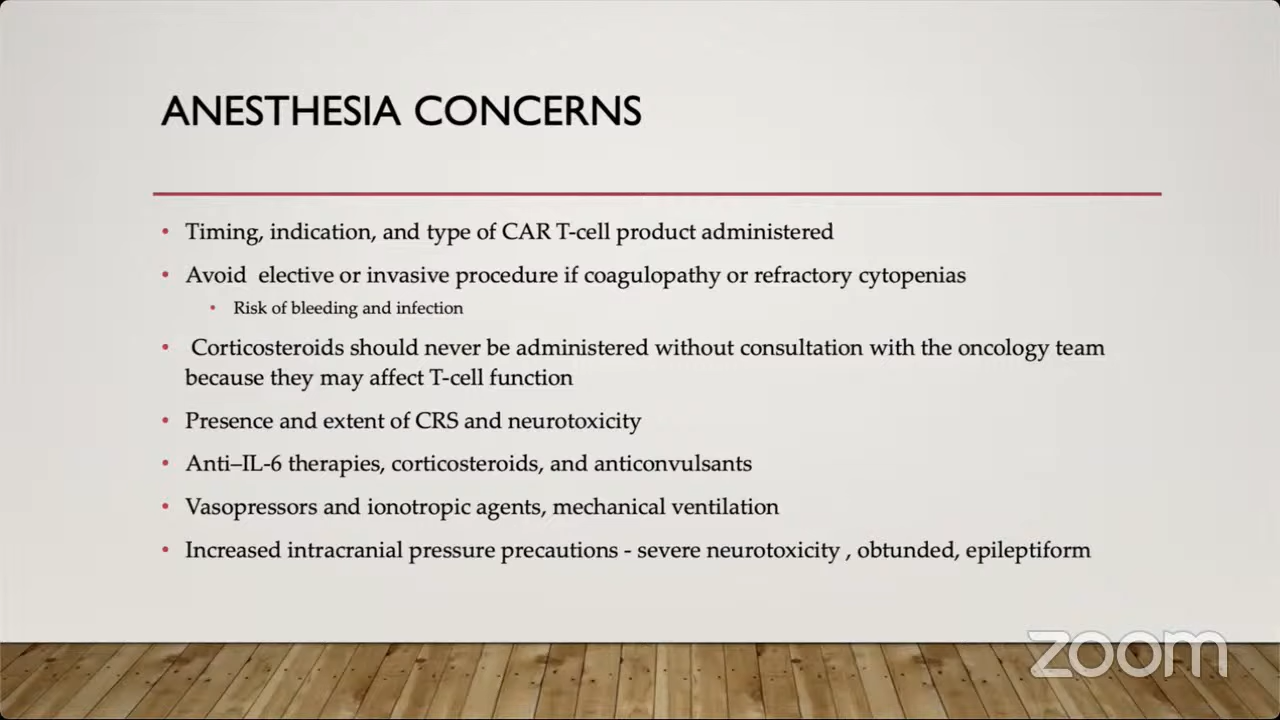 ANESTHESIA CONCERNS
• Timing, indication, and type of CAR T-cell product administered
• Avoid  elective or invasive procedure if coagulopathy or refractory cytopenias
• Risk of bleeding and infection
• Corticosteroids should never be administered without consultation with the oncology team
because they may affect T-cell function
• Presence and extent of CRS and neurotoxicity
• Anti–IL-6 therapies, corticosteroids, and anticonvulsants
• Vasopressors and ionotropic agents, mechanical ventilation
• Increased intracranial pressure precautions - severe neurotoxicity , obtunded, epileptiform
zoom